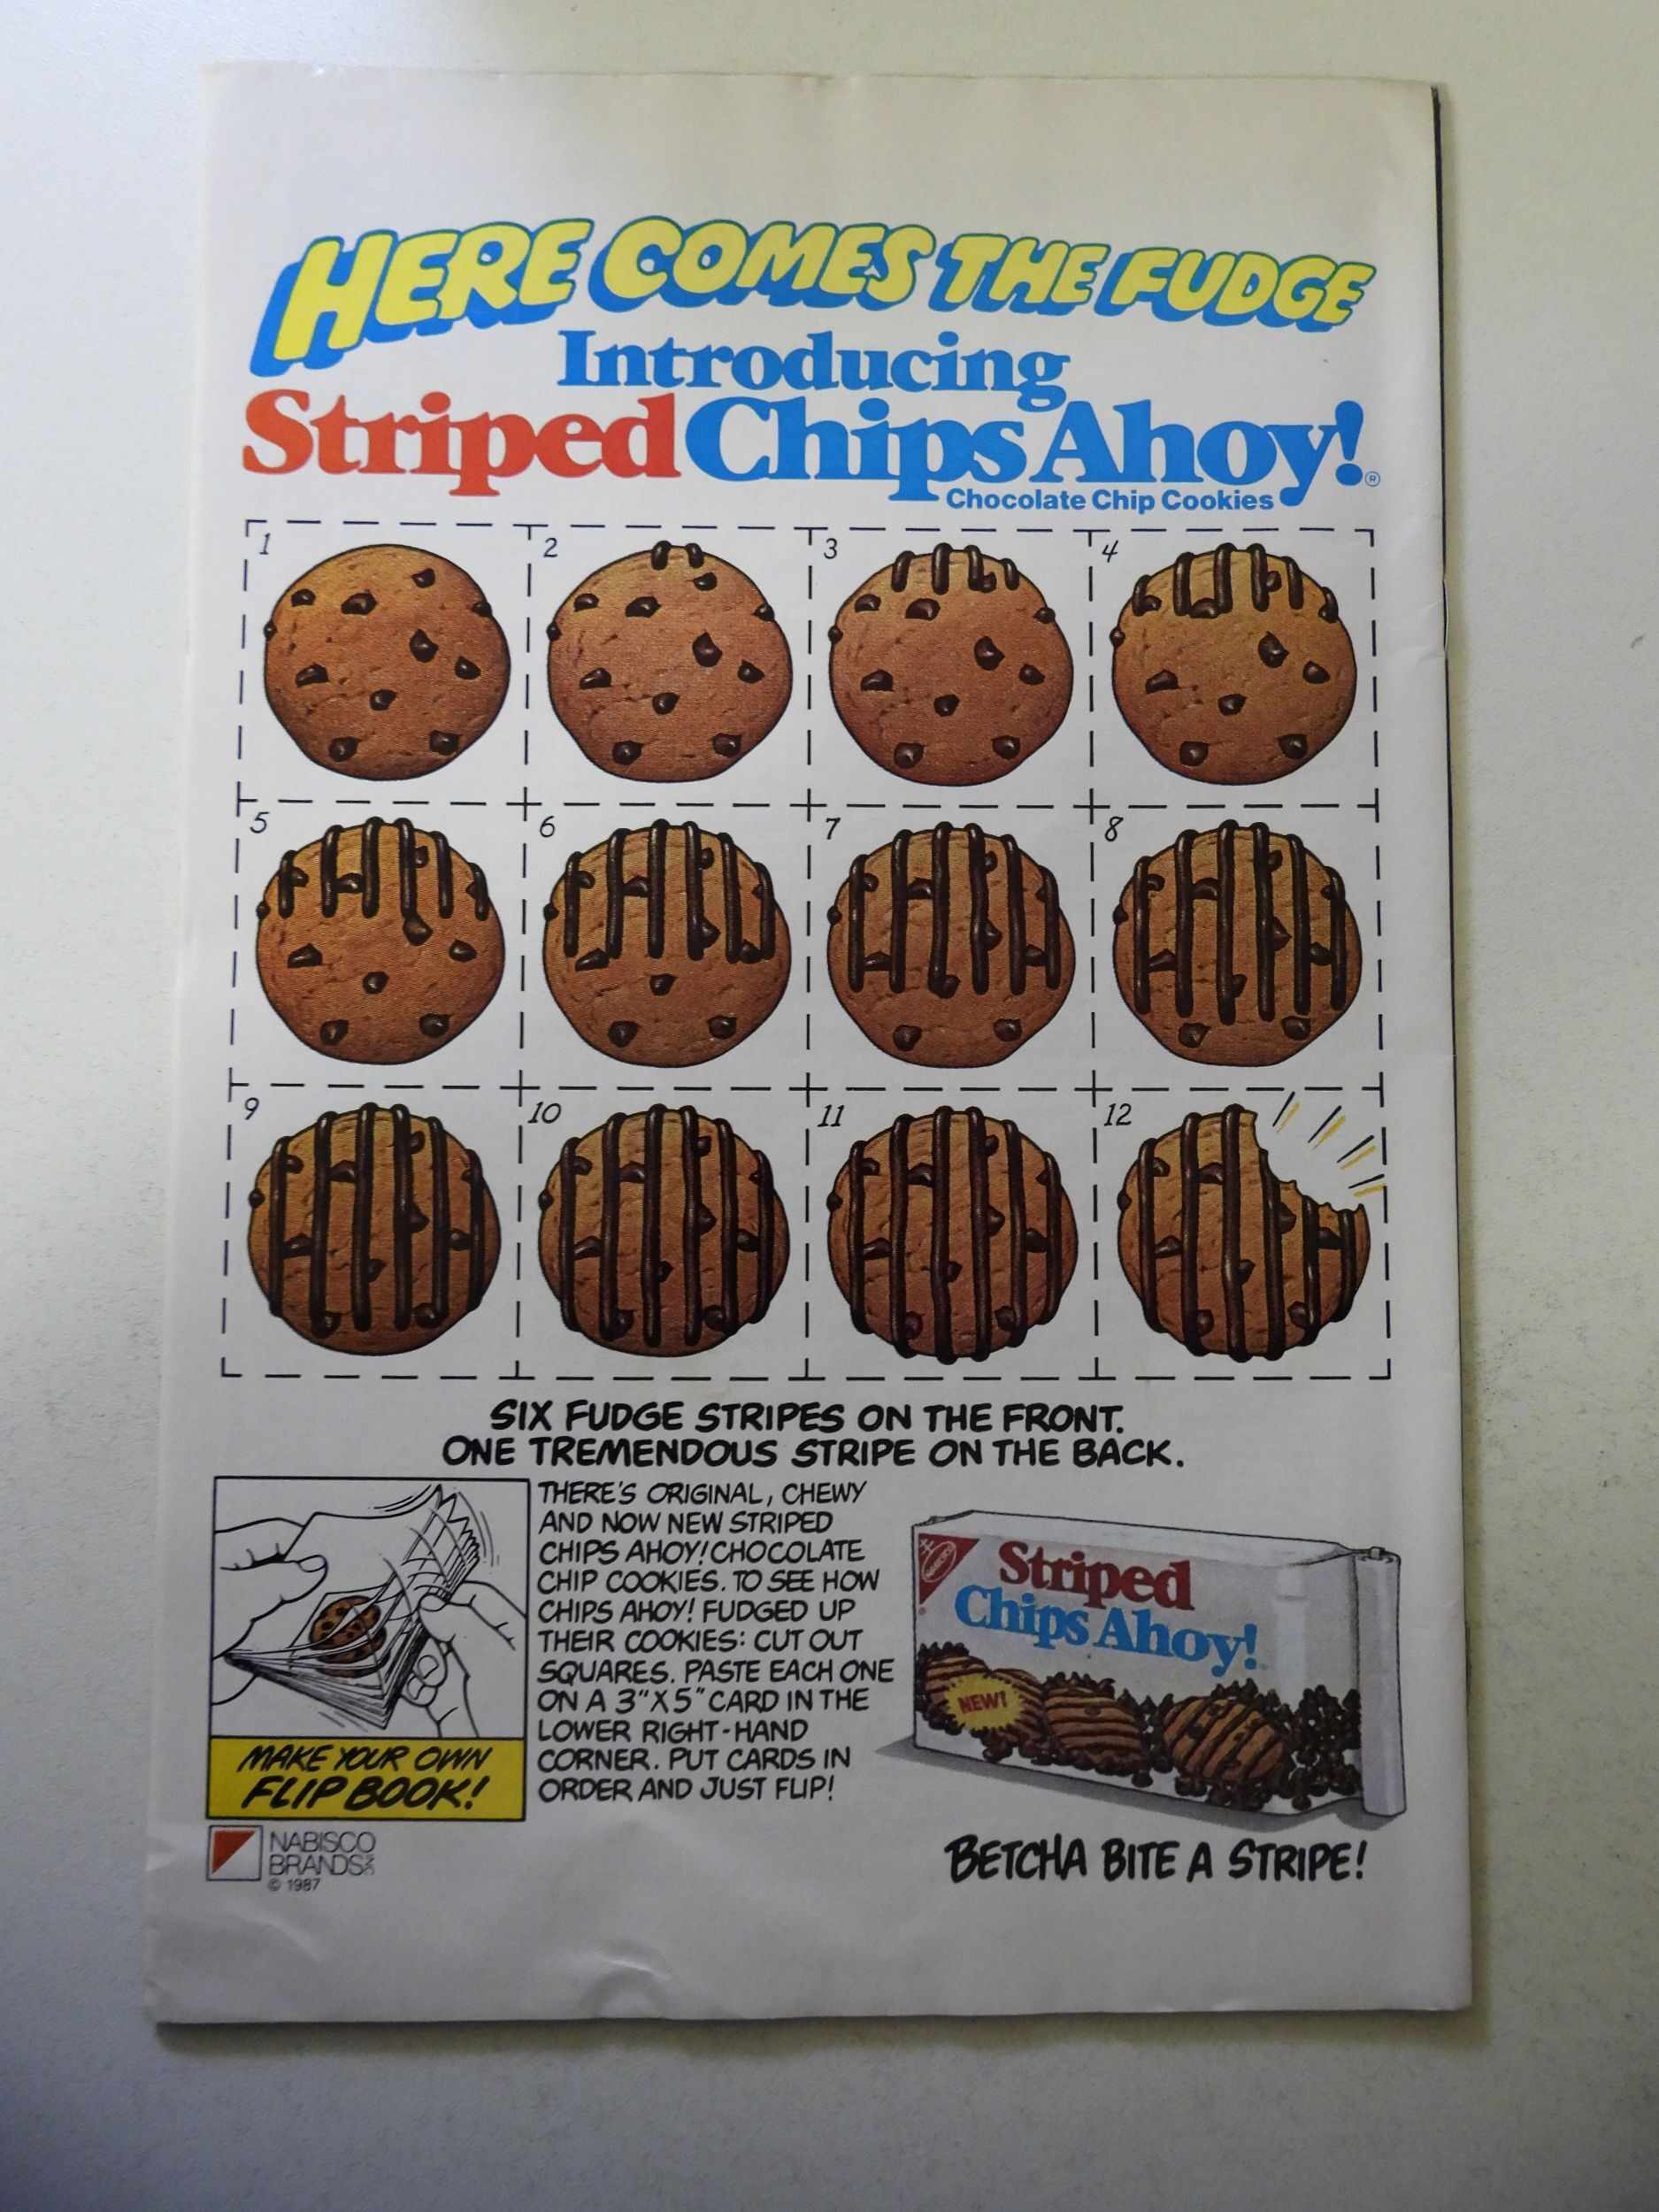 HERE COMES THE FUDGE
Introducing
Striped Chips Ahoy!®
Chocolate Chip Cookies
1
2
3
4
5
6
7
8
9
10
11
12
SIX FUDGE STRIPES ON THE FRONT.
ONE TREMENDOUS STRIPE ON THE BACK.
THERE'S ORIGINAL, CHEWY
AND NOW NEW STRIPED
CHIPS AHOY! CHOCOLATE
CHIP COOKIES. TO SEE HOW
CHIPS AHOY! FUDGED UP
THEIR COOKIES: CUT OUT
SQUARES. PASTE EACH ONE
ON A 3"X5" CARD IN THE
LOWER RIGHT-HAND
CORNER. PUT CARDS IN
ORDER AND JUST FLIP!
MAKE YOUR OWN
FLIP BOOK!
NABISCO
Striped
Chips Ahoy!
NEW!
NABISCO
BRANDS INC
© 1987
BETCHA BITE A STRIPE!